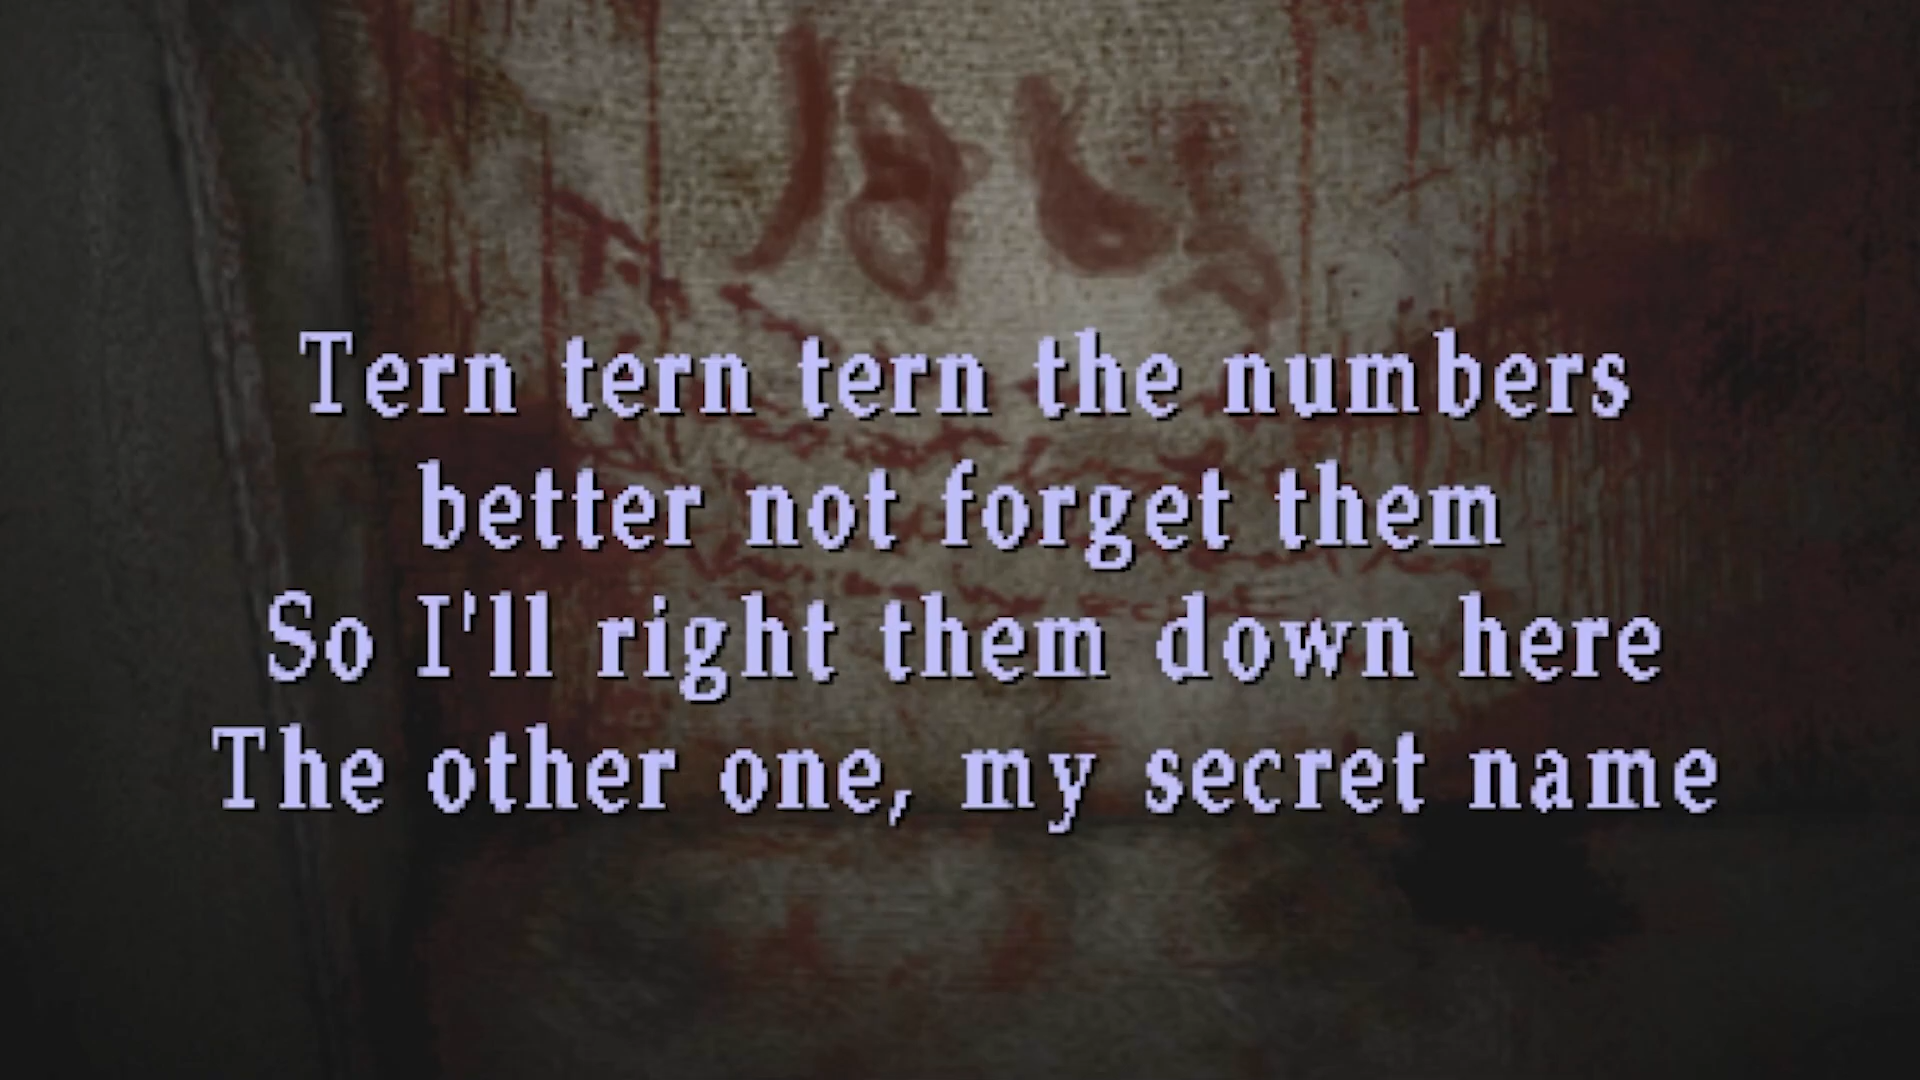 Tern tern tern the numbers
better not forget them
So I'll right them down here
The other one, my secret name